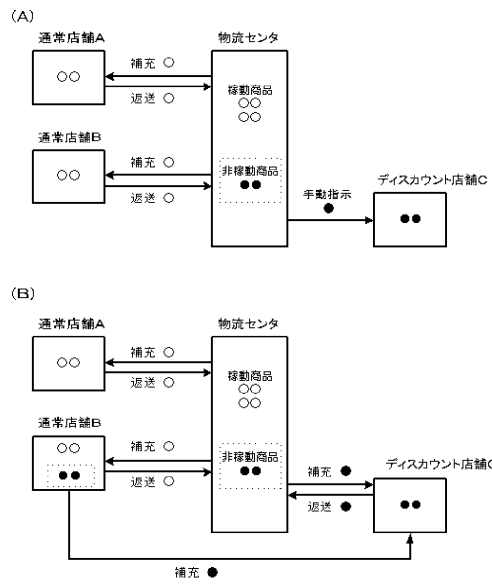 (A)
通常店舗A
物流センタ
補充 ○
返送 ○
稼動商品
通常店舗B
補充 ○
返送 ○
非稼動商品
手動指示
ディスカウント店舗C
(B)
通常店舗A
物流センタ
補充 ○
返送 ○
稼動商品
通常店舗B
補充 ○
返送 ○
非稼動商品
補充 ●
返送 ●
ディスカウント店舗C
補充 ●